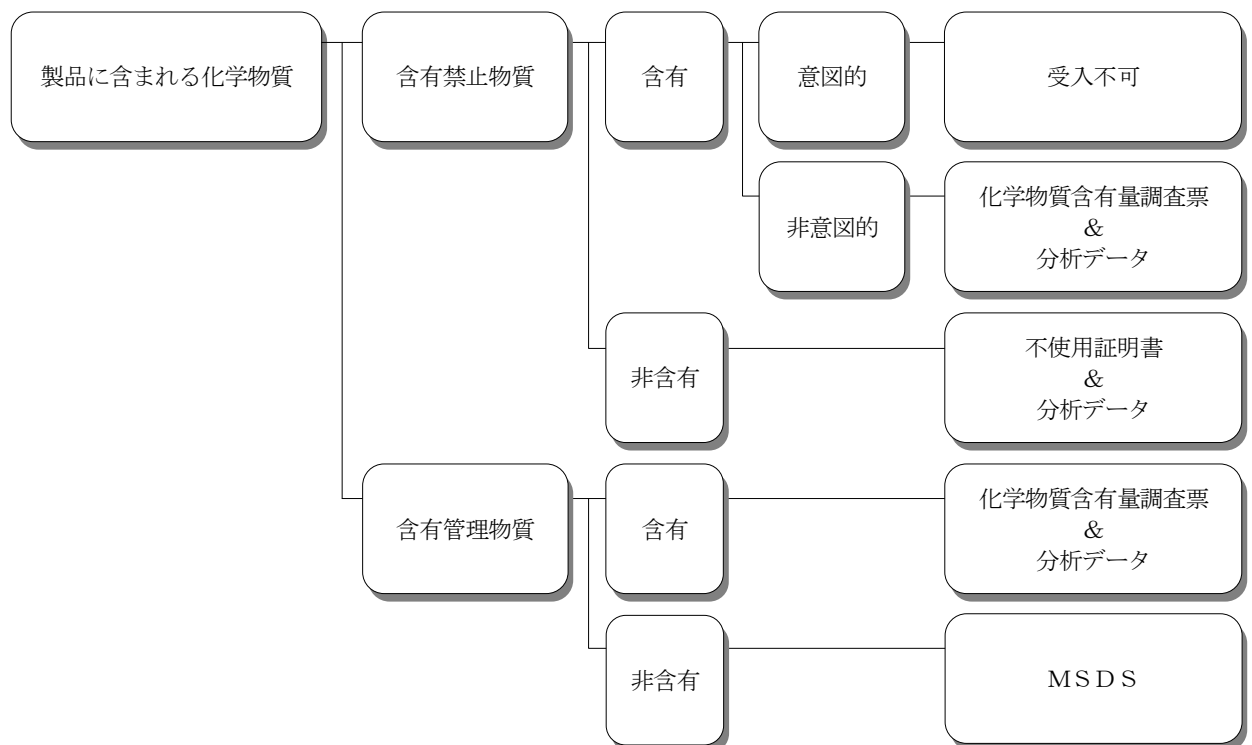 製品に含まれる化学物質
含有禁止物質
含有
意図的
受入不可
非意図的
化学物質含有量調査票
＆
分析データ
非含有
不使用証明書
＆
分析データ
含有管理物質
含有
化学物質含有量調査票
＆
分析データ
非含有
ＭＳＤＳ